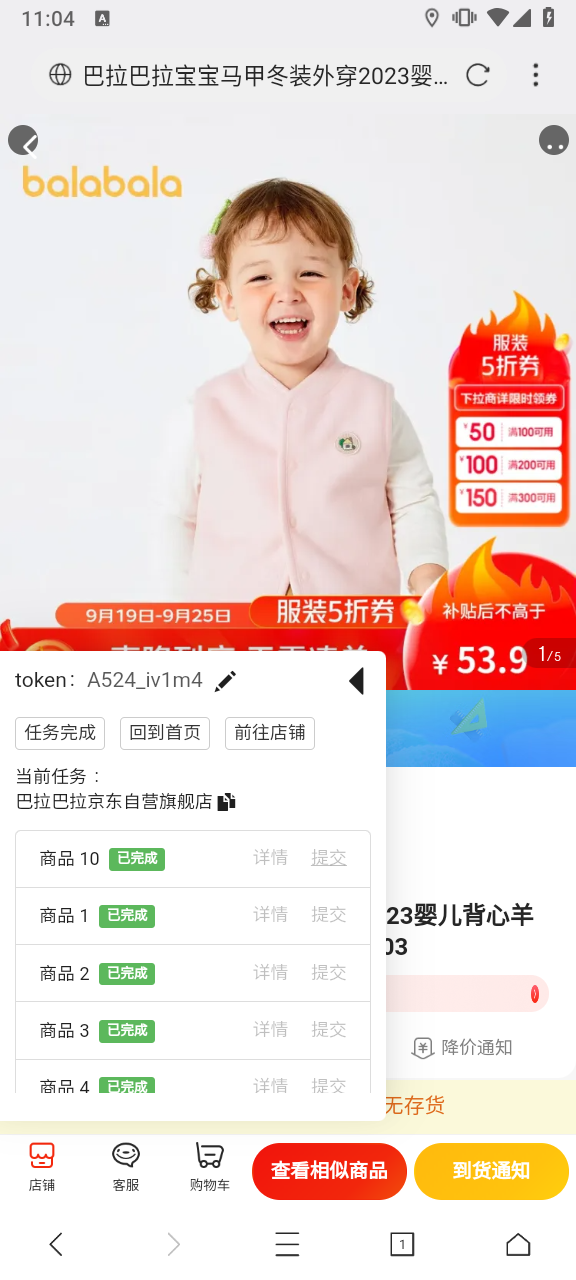 11:04
A
巴拉巴拉宝宝马甲冬装外穿2023婴…
balabala
服装
5折券
下拉商详限时领券
¥50 满100可用
¥100 满200可用
¥150 满300可用
9月19日-9月25日
服装5折券
补贴后不高于
¥ 53.9
1/5
token： A524_iv1m4
任务完成
回到首页
前往店铺
当前任务：
巴拉巴拉京东自营旗舰店
商品 10 已完成 详情 提交
商品 1 已完成 详情 提交
商品 2 已完成 详情 提交
商品 3 已完成 详情 提交
商品 4 已完成 详情 提交
23婴儿背心羊
03
降价通知
无存货
店铺
客服
购物车
查看相似商品
到货通知
1